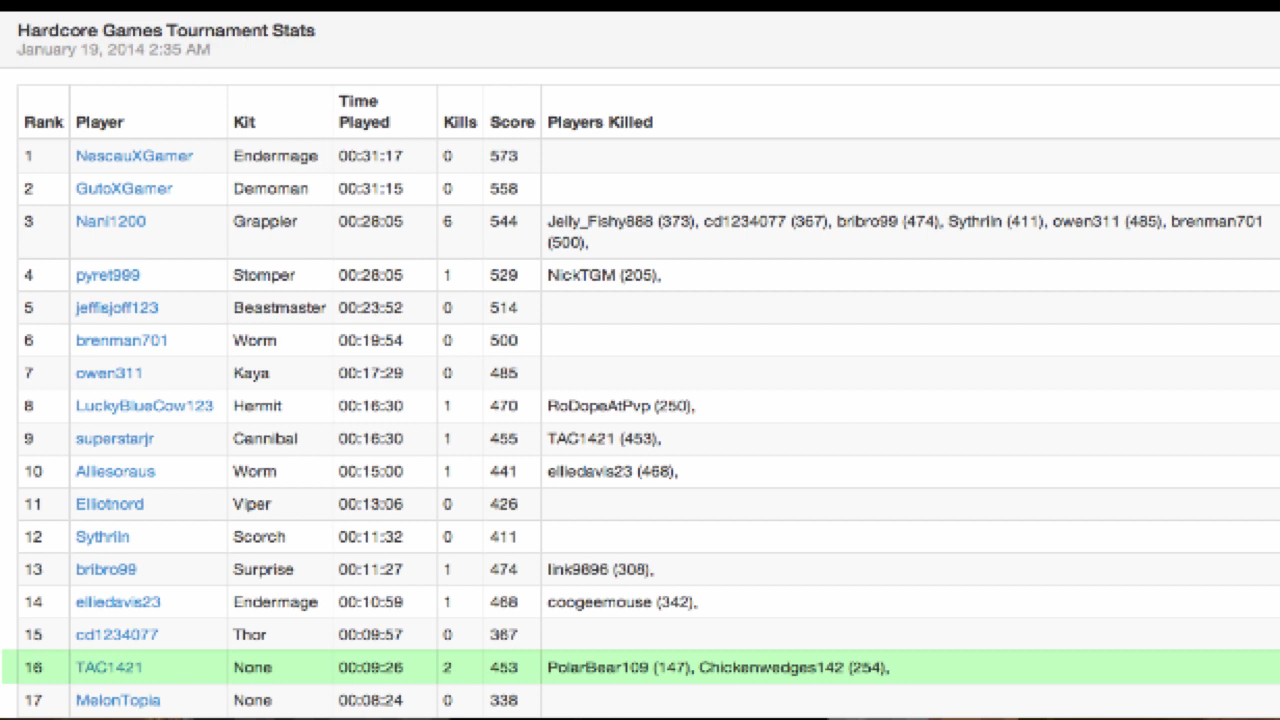 Hardcore Games Tournament Stats
January 19, 2014 2:35 AM
Time
Rank Player Kit Played Kills Score Players Killed
1 NescauXGamer Endermage 00:31:17 0 573
2 GutoXGamer Demoman 00:31:15 0 558
3 Nani1200 Grappler 00:28:05 6 544 Jelly_Fishy888 (373), cd1234077 (367), bribro99 (474), Sythriin (411), owen311 (485), brenman701
(500),
4 pyret999 Stomper 00:28:05 1 529 NickTGM (205),
5 jeffisjoff123 Beastmaster 00:23:52 0 514
6 brenman701 Worm 00:19:54 0 500
7 owen311 Kaya 00:17:29 0 485
8 LuckyBlueCow123 Hermit 00:16:30 1 470 RoDopeAtPvp (250),
9 superstarjr Cannibal 00:16:30 1 455 TAC1421 (453),
10 Alliesoraus Worm 00:15:00 1 441 elliedavis23 (468),
11 Elliotnord Viper 00:13:06 0 426
12 Sythriin Scorch 00:11:32 0 411
13 bribro99 Surprise 00:11:27 1 474 link9896 (308),
14 elliedavis23 Endermage 00:10:59 1 468 coogeemouse (342),
15 cd1234077 Thor 00:09:57 0 367
16 TAC1421 None 00:09:26 2 453 PolarBear109 (147), Chickenwedges142 (254),
17 MelonTopia None 00:08:24 0 338